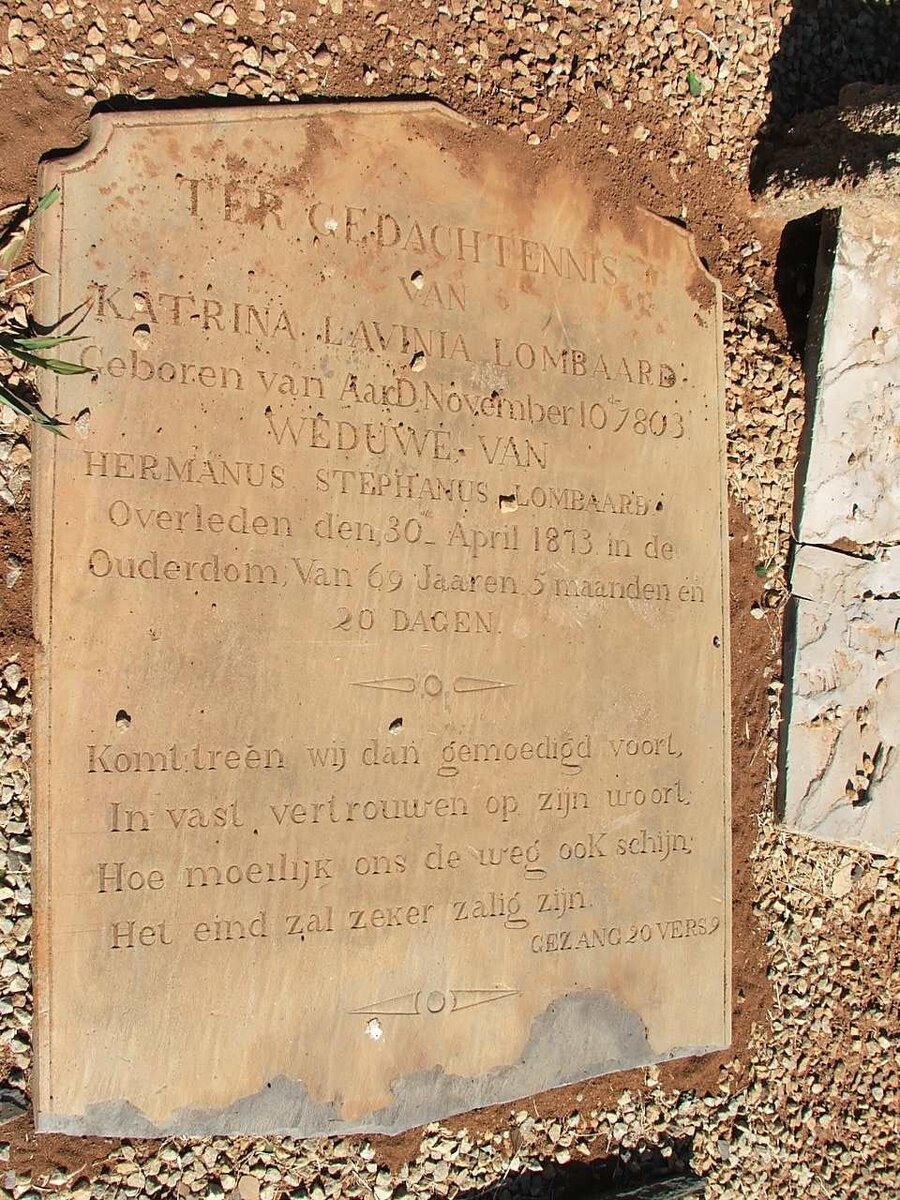 TER GEDACHTENNIS
VAN
KATRINA LAVINIA LOMBAARD.
Geboren van AarD, November 10de 1803
WEDUWE, VAN
HERMANUS STEPHANUS LOMBAARD.
Overleden den, 30ste April 1873 in de
Ouderdom, Van 69 Jaaren 5 maanden en
20 DAGEN.
Komt: treên wij dan gemoedigd voort,
In vast vertrouwen op zijn woort,
Hoe moeilijk ons de weg ook schijn;
Het eind zal zeker zalig zijn.
GEZANG 20 VERS 9